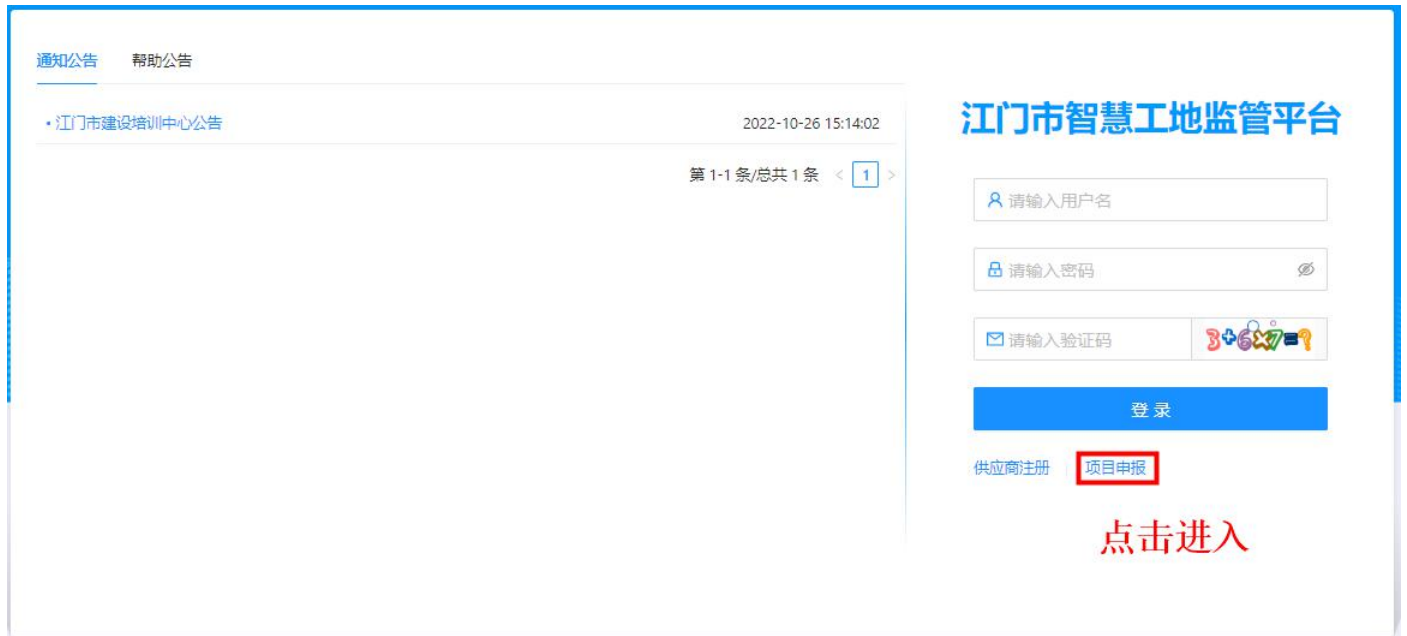 通知公告 帮助公告
• 江门市建设培训中心公告 2022-10-26 15:14:02
第 1-1 条/总共 1 条 < 1 >
江门市智慧工地监管平台
请输入用户名
请输入密码
请输入验证码 3+6x7=?
登录
供应商注册 项目申报
点击进入